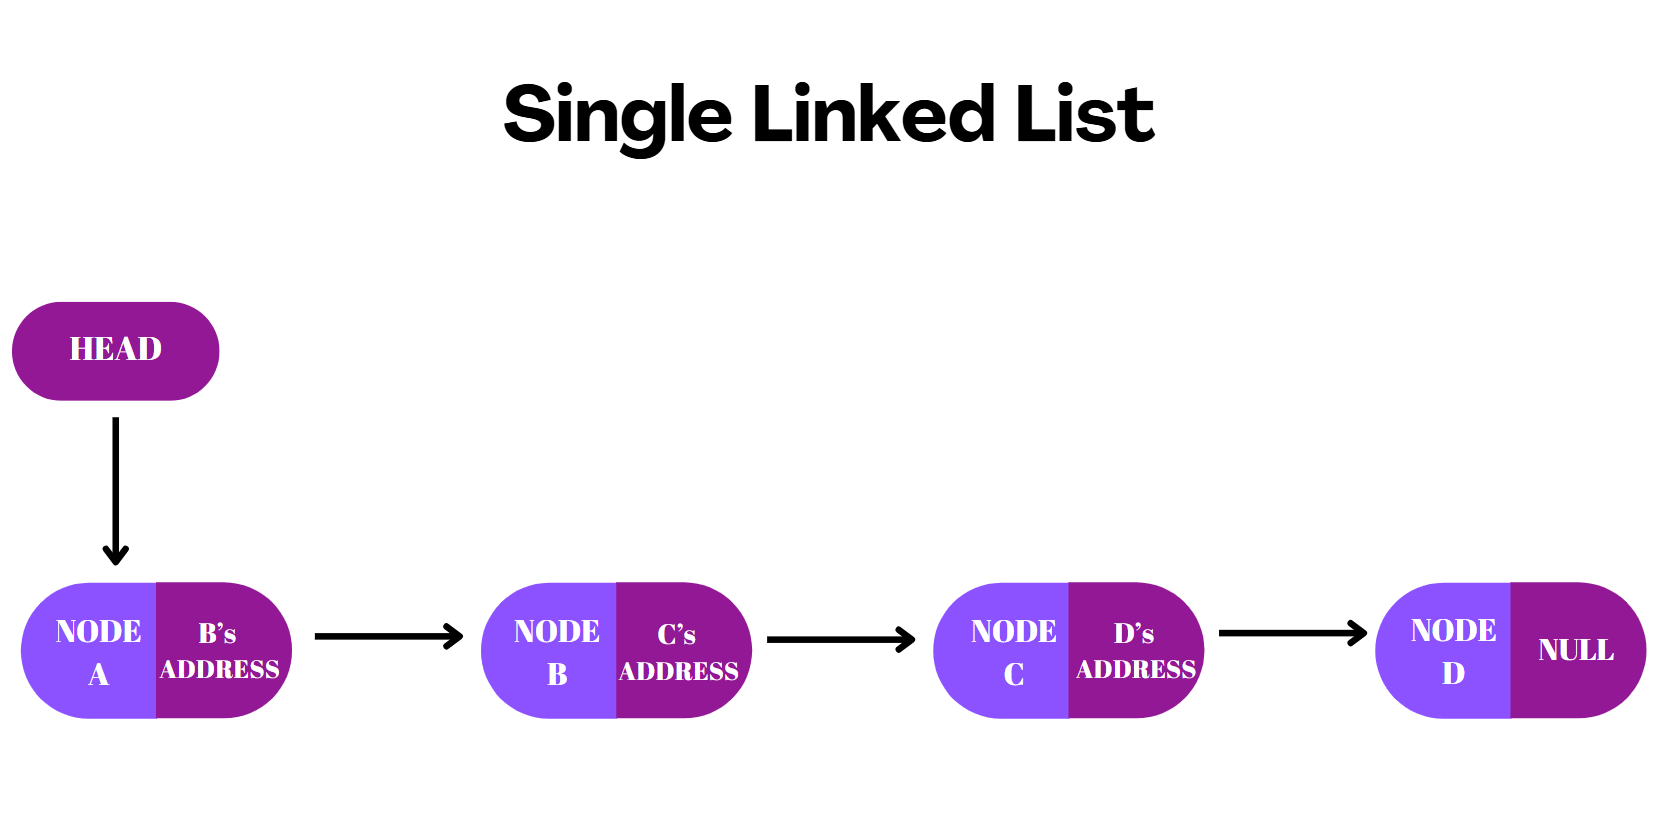 Single Linked List
HEAD
NODE
A
B’s
ADDRESS
NODE
B
C’s
ADDRESS
NODE
C
D’s
ADDRESS
NODE
D
NULL